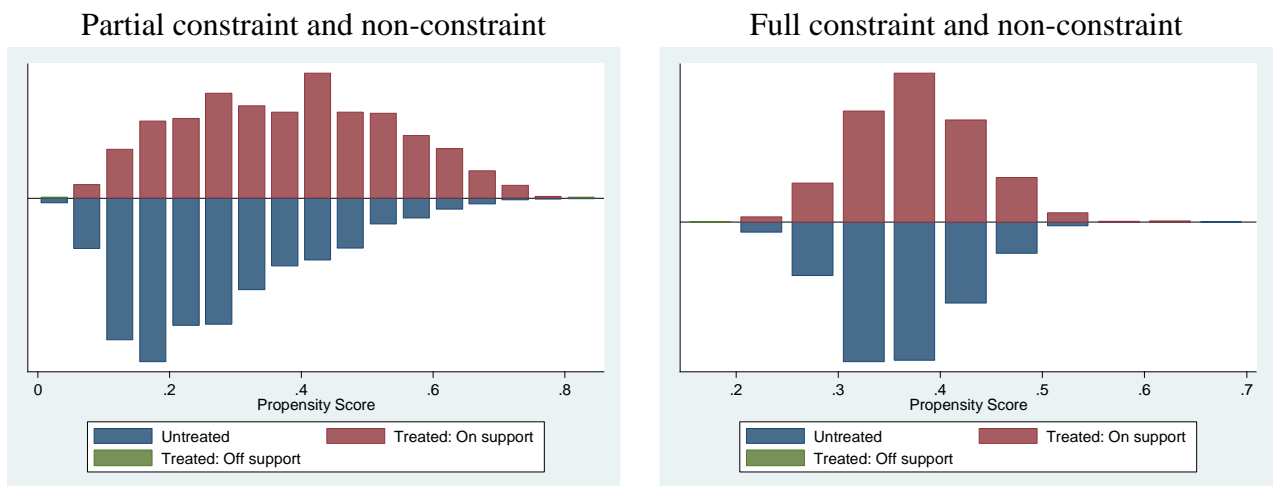 Partial constraint and non-constraint
0 .2 .4 .6 .8
Propensity Score
Untreated Treated: On support
Treated: Off support
Full constraint and non-constraint
.2 .3 .4 .5 .6 .7
Propensity Score
Untreated Treated: On support
Treated: Off support